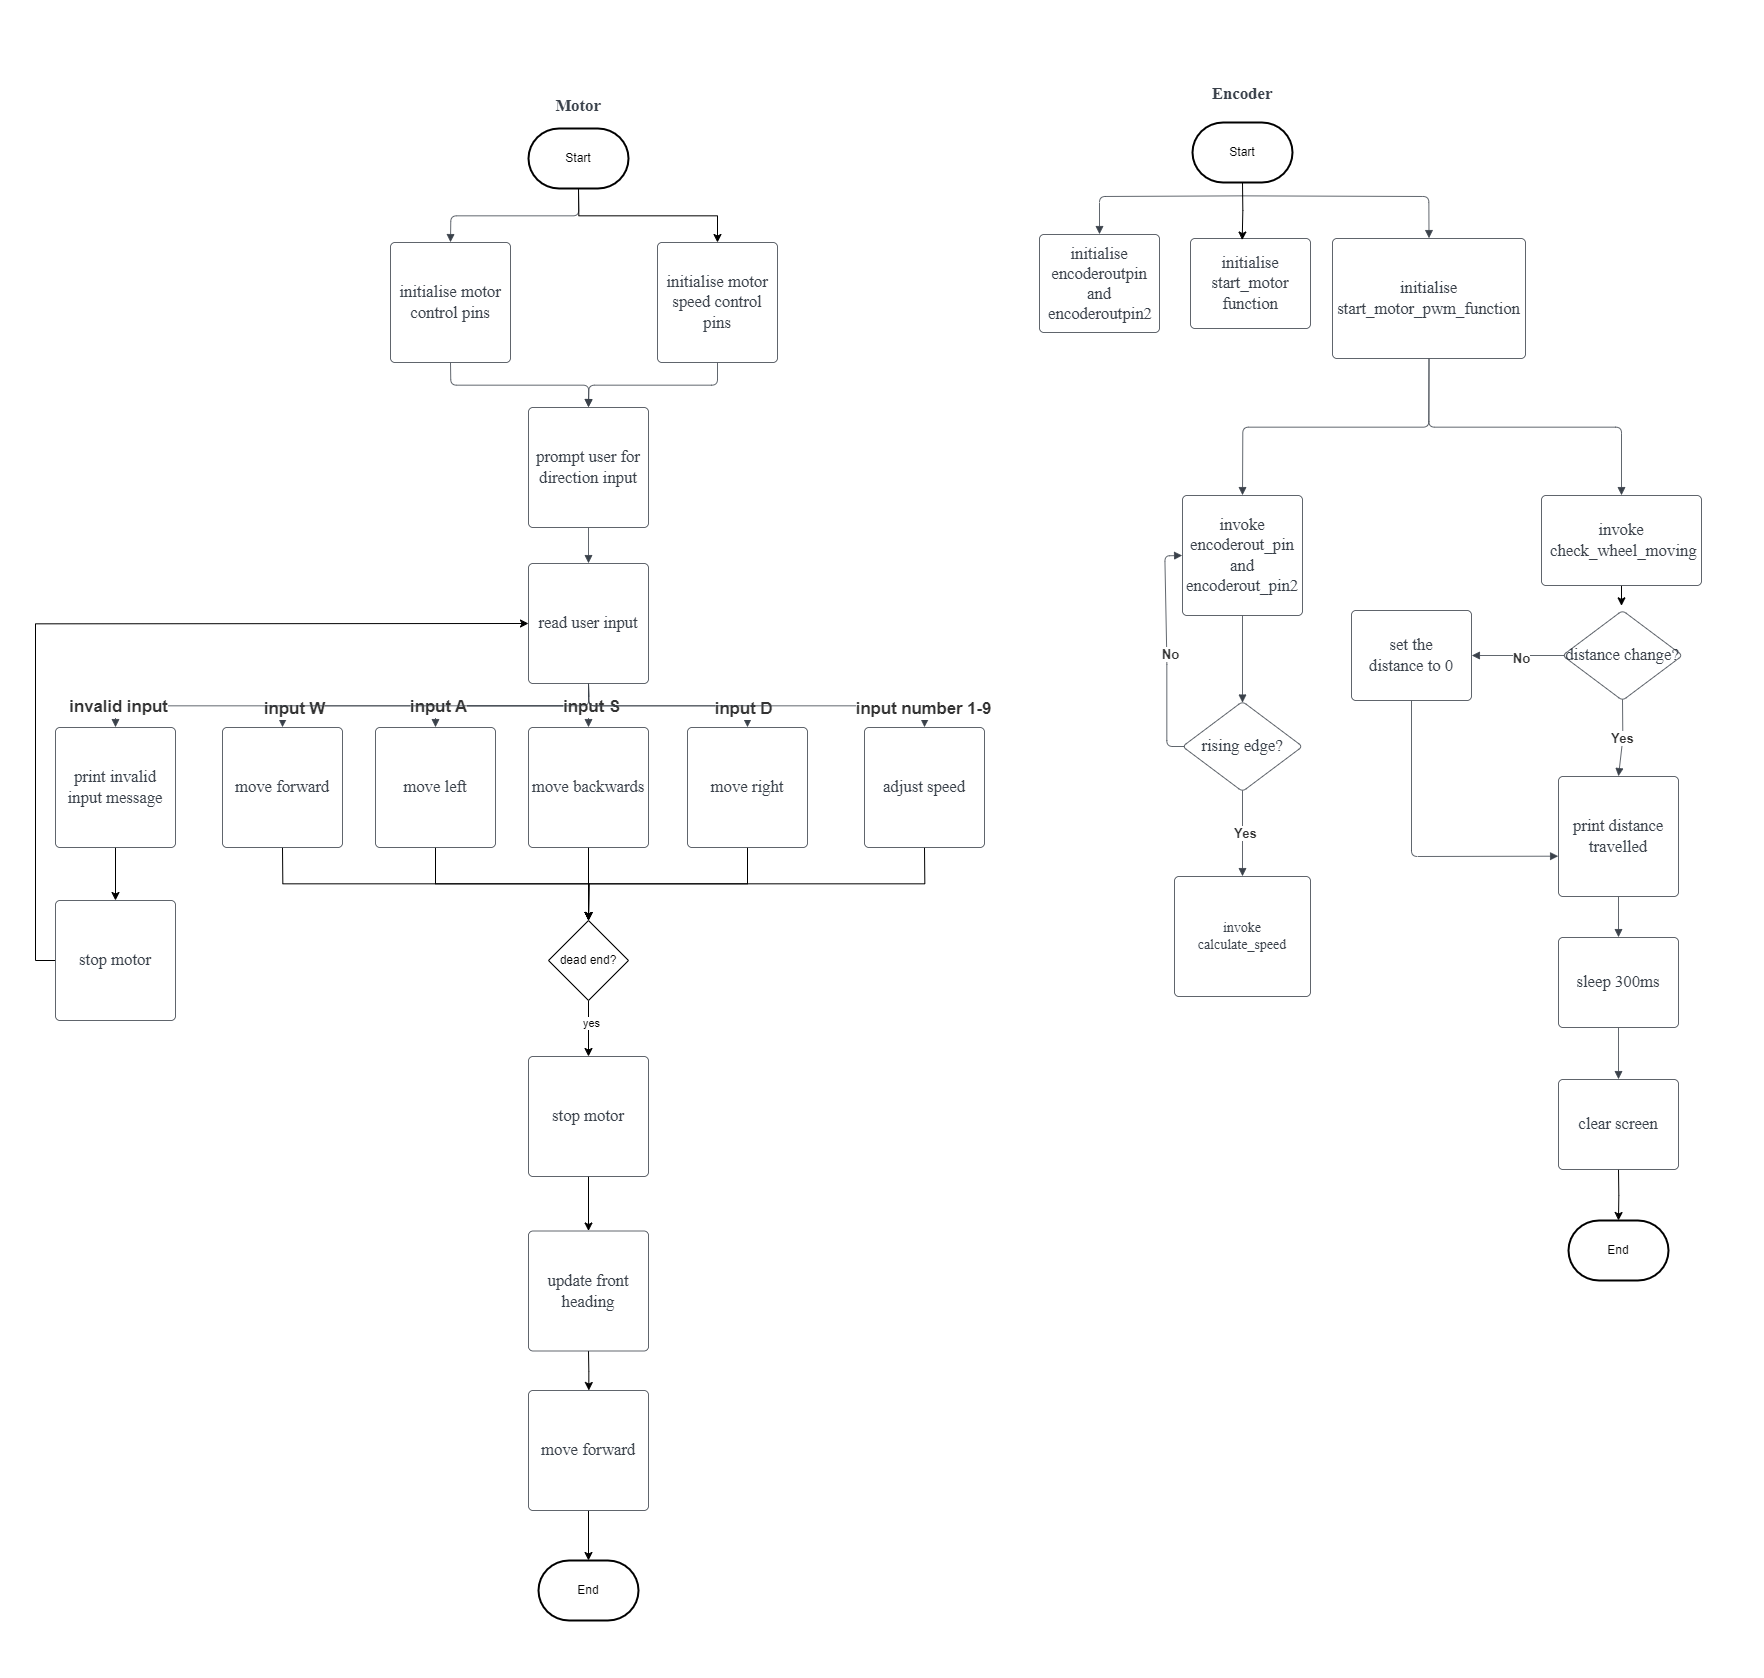 Motor
Start
initialise motor
control pins
initialise motor
speed control
pins
prompt user for
direction input
read user input
invalid input
input W
input A
input S
input D
input number 1-9
print invalid
input message
move forward
move left
move backwards
move right
adjust speed
stop motor
dead end?
yes
stop motor
update front
heading
move forward
End
Encoder
Start
initialise
encoderoutpin
and
encoderoutpin2
initialise
start_motor
function
initialise
start_motor_pwm_function
invoke
encoderout_pin
and
encoderout_pin2
No
rising edge?
Yes
invoke
calculate_speed
invoke
check_wheel_moving
distance change?
No
set the
distance to 0
Yes
print distance
travelled
sleep 300ms
clear screen
End